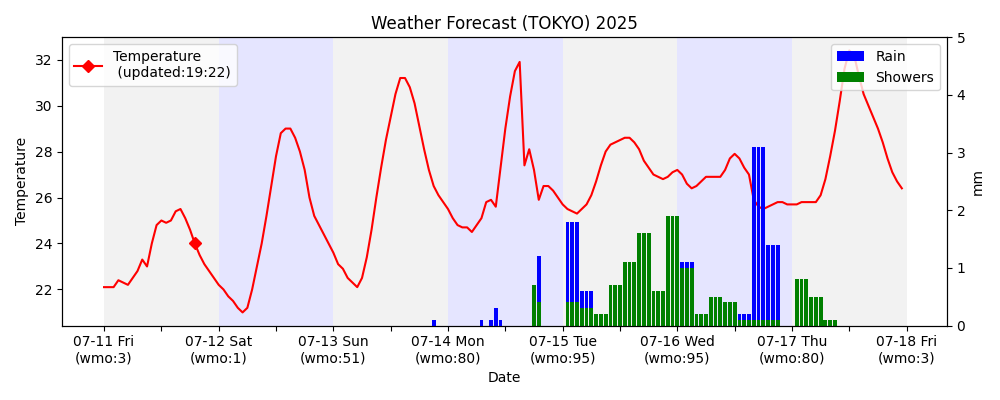 Weather Forecast (TOKYO) 2025
Temperature
(updated:19:22)
Rain
Showers
32
30
28
26
24
22
Temperature
5
4
3
2
1
0
mm
07-11 Fri
(wmo:3)
07-12 Sat
(wmo:1)
07-13 Sun
(wmo:51)
07-14 Mon
(wmo:80)
07-15 Tue
(wmo:95)
07-16 Wed
(wmo:95)
07-17 Thu
(wmo:80)
07-18 Fri
(wmo:3)
Date